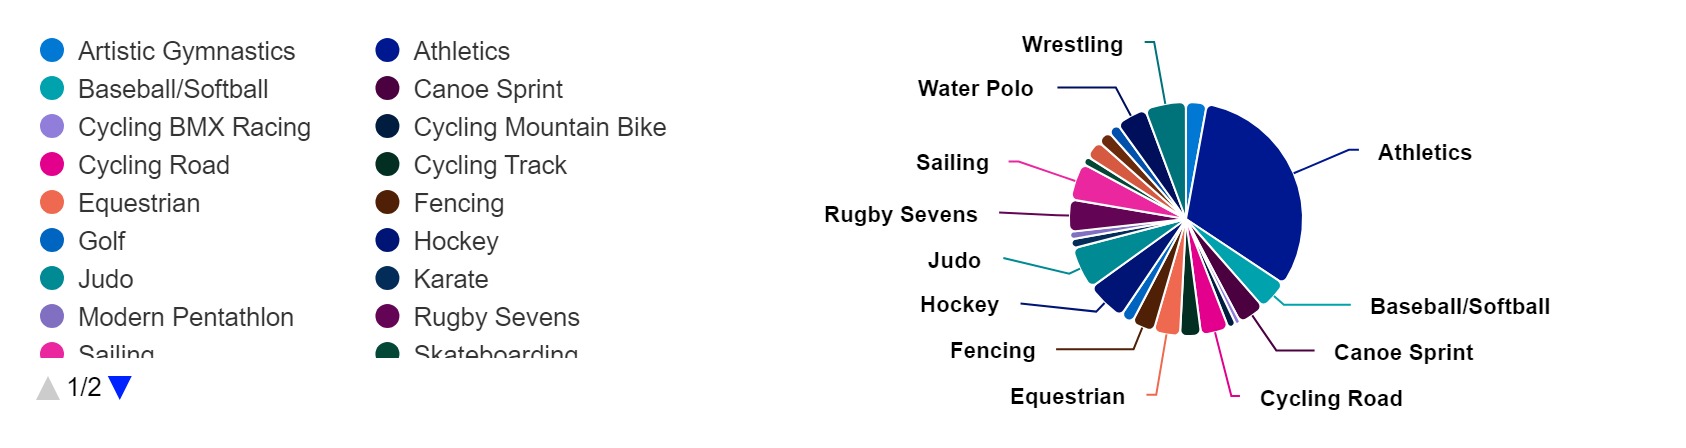 Artistic Gymnastics
Athletics
Baseball/Softball
Canoe Sprint
Cycling BMX Racing
Cycling Mountain Bike
Cycling Road
Cycling Track
Equestrian
Fencing
Golf
Hockey
Judo
Karate
Modern Pentathlon
Rugby Sevens
Sailing
Skateboarding
1/2
Wrestling
Water Polo
Athletics
Sailing
Rugby Sevens
Judo
Hockey
Baseball/Softball
Fencing
Canoe Sprint
Equestrian
Cycling Road